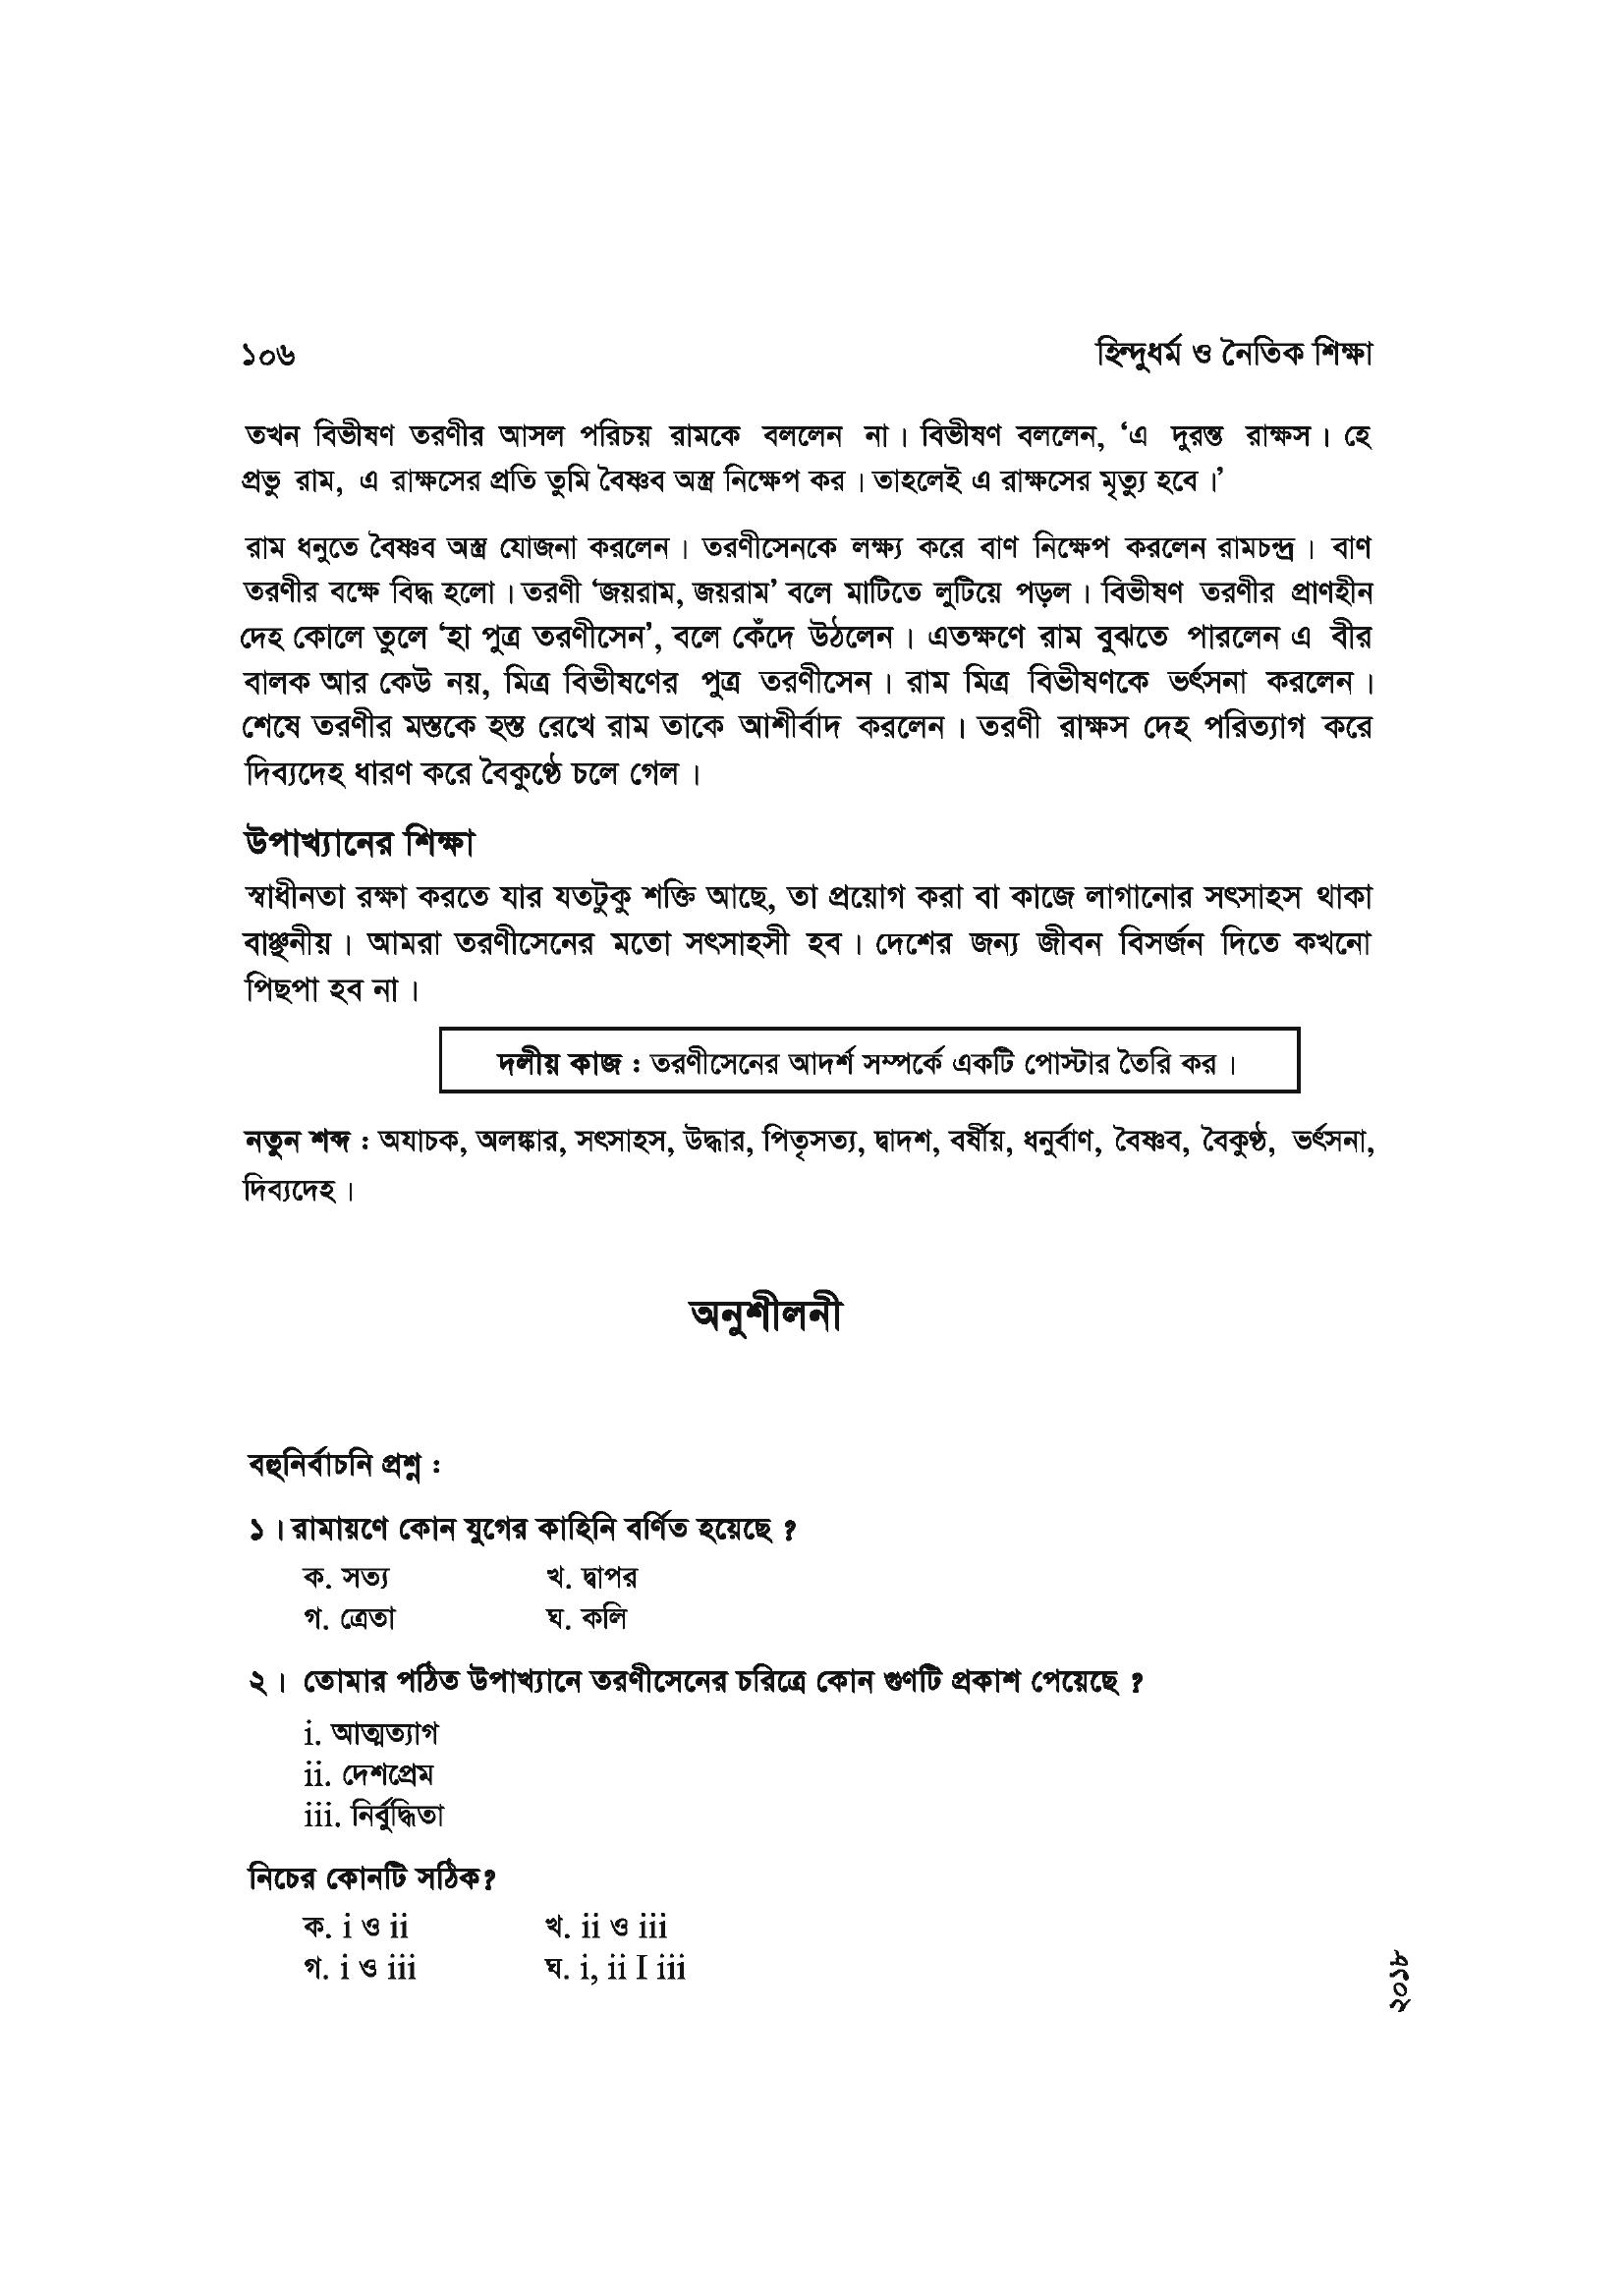 ১০৬ হিন্দুধর্ম ও নৈতিক শিক্ষা
তখন বিভীষণ তরণীর আসল পরিচয় রামকে বললেন না। বিভীষণ বললেন, ‘এ দুরন্ত রাক্ষস। হে
প্রভু রাম, এ রাক্ষসের প্রতি তুমি বৈষ্ণব অস্ত্র নিক্ষেপ কর। তাহলেই এ রাক্ষসের মৃত্যু হবে।’
রাম ধনুতে বৈষ্ণব অস্ত্র যোজনা করলেন। তরণীসেনকে লক্ষ্য করে বাণ নিক্ষেপ করলেন রামচন্দ্র। বাণ
তরণীর বক্ষে বিদ্ধ হলো। তরণী ‘জয়রাম, জয়রাম’ বলে মাটিতে লুটিয়ে পড়ল। বিভীষণ তরণীর প্রাণহীন
দেহ কোলে তুলে ‘হা পুত্র তরণীসেন’, বলে কেঁদে উঠলেন। এতক্ষণে রাম বুঝতে পারলেন এ বীর
বালক আর কেউ নয়, মিত্র বিভীষণের পুত্র তরণীসেন। রাম মিত্র বিভীষণকে ভর্ৎসনা করলেন।
শেষে তরণীর মস্তকে হস্ত রেখে রাম তাকে আশীর্বাদ করলেন। তরণী রাক্ষস দেহ পরিত্যাগ করে
দিব্যদেহ ধারণ করে বৈকুণ্ঠে চলে গেল।
উপাখ্যানের শিক্ষা
স্বাধীনতা রক্ষা করতে যার যতটুকু শক্তি আছে, তা প্রয়োগ করা বা কাজে লাগানোর সৎসাহস থাকা
বাঞ্ছনীয়। আমরা তরণীসেনের মতো সৎসাহসী হব। দেশের জন্য জীবন বিসর্জন দিতে কখনো
পিছপা হব না।
দলীয় কাজ : তরণীসেনের আদর্শ সম্পর্কে একটি পোস্টার তৈরি কর।
নতুন শব্দ : অযাচক, অলঙ্কার, সৎসাহস, উদ্ধার, পিতৃসত্য, দ্বাদশ, বর্ষীয়, ধনুর্বাণ, বৈষ্ণব, বৈকুণ্ঠ, ভর্ৎসনা,
দিব্যদেহ।
অনুশীলনী
বহুনির্বাচনি প্রশ্ন :
১। রামায়ণে কোন যুগের কাহিনি বর্ণিত হয়েছে ?
ক. সত্য খ. দ্বাপর
গ. ত্রেতা ঘ. কলি
২। তোমার পঠিত উপাখ্যানে তরণীসেনের চরিত্রে কোন গুণটি প্রকাশ পেয়েছে ?
i. আত্মত্যাগ
ii. দেশপ্রেম
iii. নির্বুদ্ধিতা
নিচের কোনটি সঠিক?
ক. i ও ii খ. ii ও iii
গ. i ও iii ঘ. i, ii I iii
২০১৮